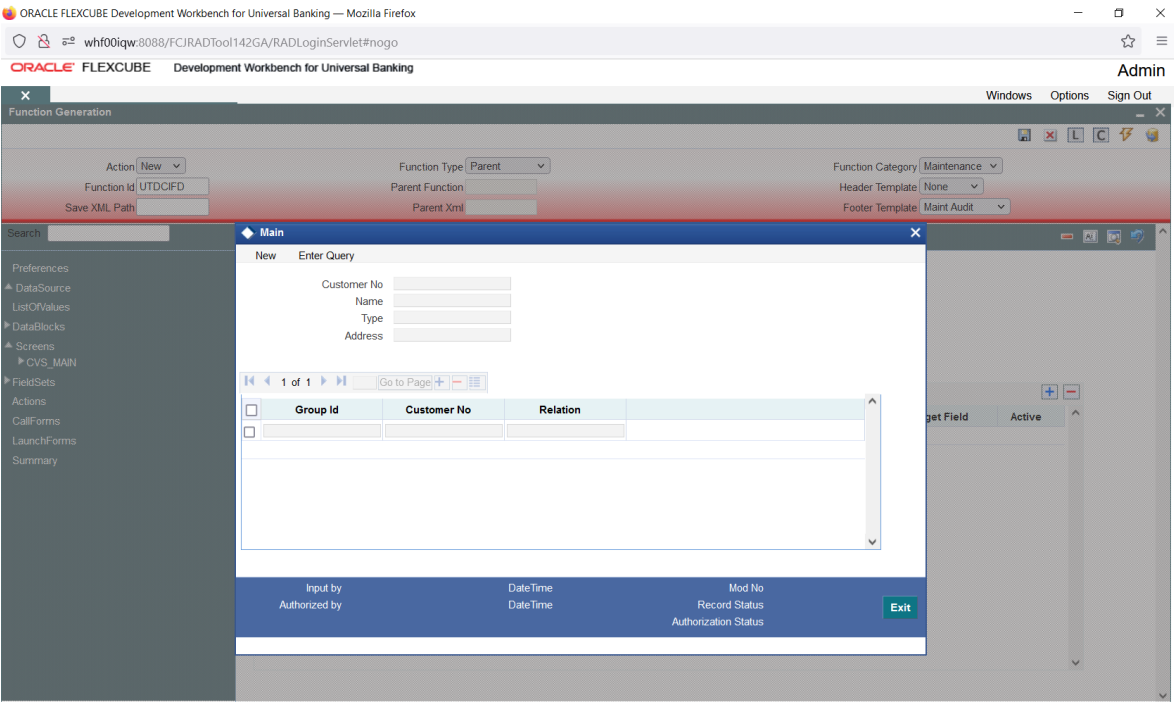 ORACLE FLEXCUBE Development Workbench for Universal Banking — Mozilla Firefox
whf00iqw:8088/FCJRADTool142GA/RADLoginServlet#nogo
ORACLE FLEXCUBE Development Workbench for Universal Banking
Admin
Windows Options Sign Out
Function Generation
L C
Action New Function Type Parent Function Category Maintenance
Function Id UTDCIFD Parent Function Header Template None
Save XML Path Parent Xml Footer Template Maint Audit
Search
Main
New Enter Query
Preferences
DataSource
ListOfValues
DataBlocks
Screens
CVS_MAIN
FieldSets
Actions
CallForms
LaunchForms
Summary
Customer No
Name
Type
Address
1 of 1 Go to Page
Group Id Customer No Relation
get Field Active
Input by DateTime Mod No
Authorized by DateTime Record Status
Authorization Status
Exit